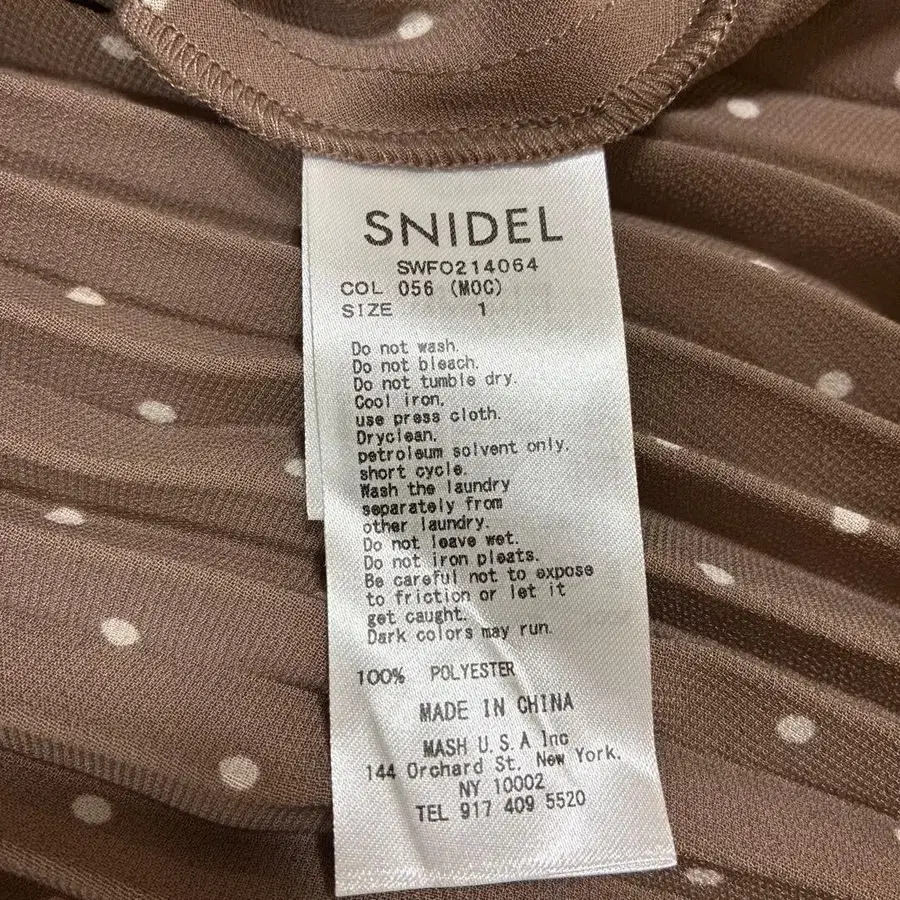 SNIDEL
SWFO214064
COL 056 (MOC)
SIZE 1
Do not wash.
Do not bleach.
Do not tumble dry.
Cool iron.
use press cloth.
Dryclean.
petroleum solvent only.
short cycle.
Wash the laundry
separately from
other laundry.
Do not leave wet.
Do not iron pleats.
Be careful not to expose
to friction or let it
get caught.
Dark colors may run.
100% POLYESTER
MADE IN CHINA
MASH U.S.A Inc
144 Orchard St. New York.
NY 10002
TEL 917 409 5520